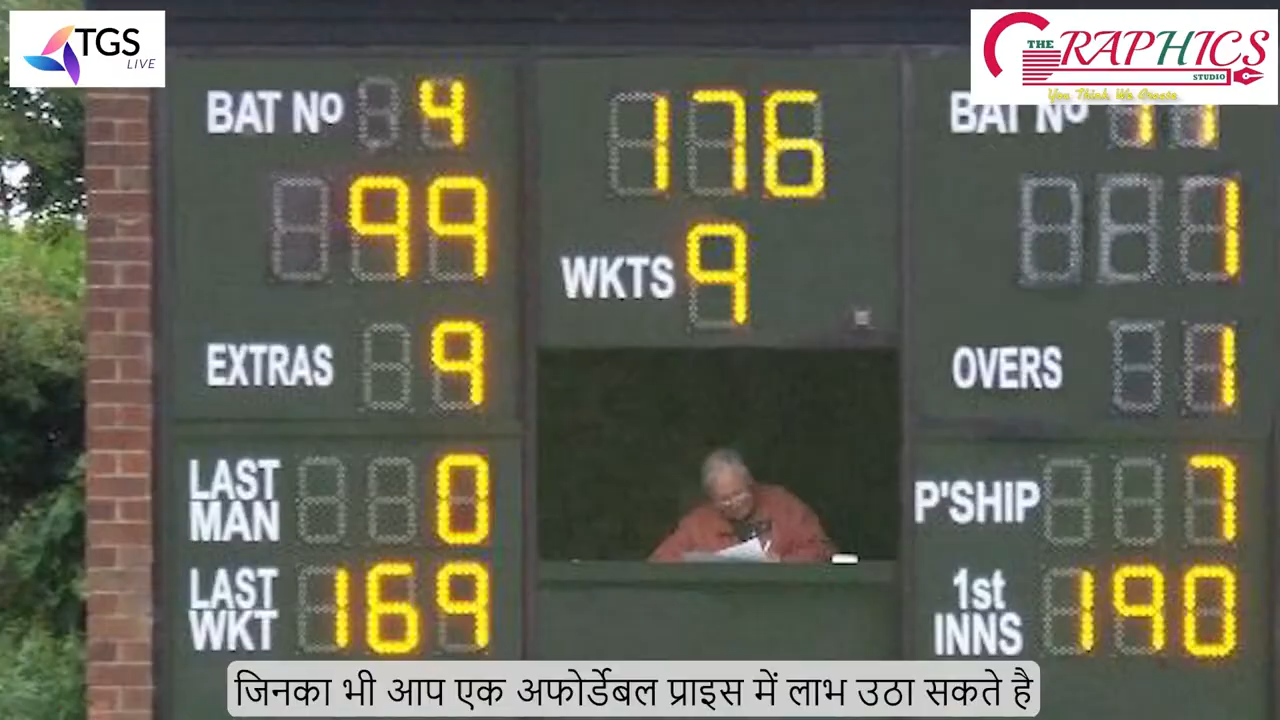 TGS
LIVE
THE GRAPHICS
STUDIO
You Think We Create
BAT No 4
99
EXTRAS 9
LAST MAN 0
LAST WKT 169
176
WKTS 9
BAT No 11
1
OVERS 1
P'SHIP 7
1st INNS 190
जिनका भी आप एक अफोर्डेबल प्राइस में लाभ उठा सकते है